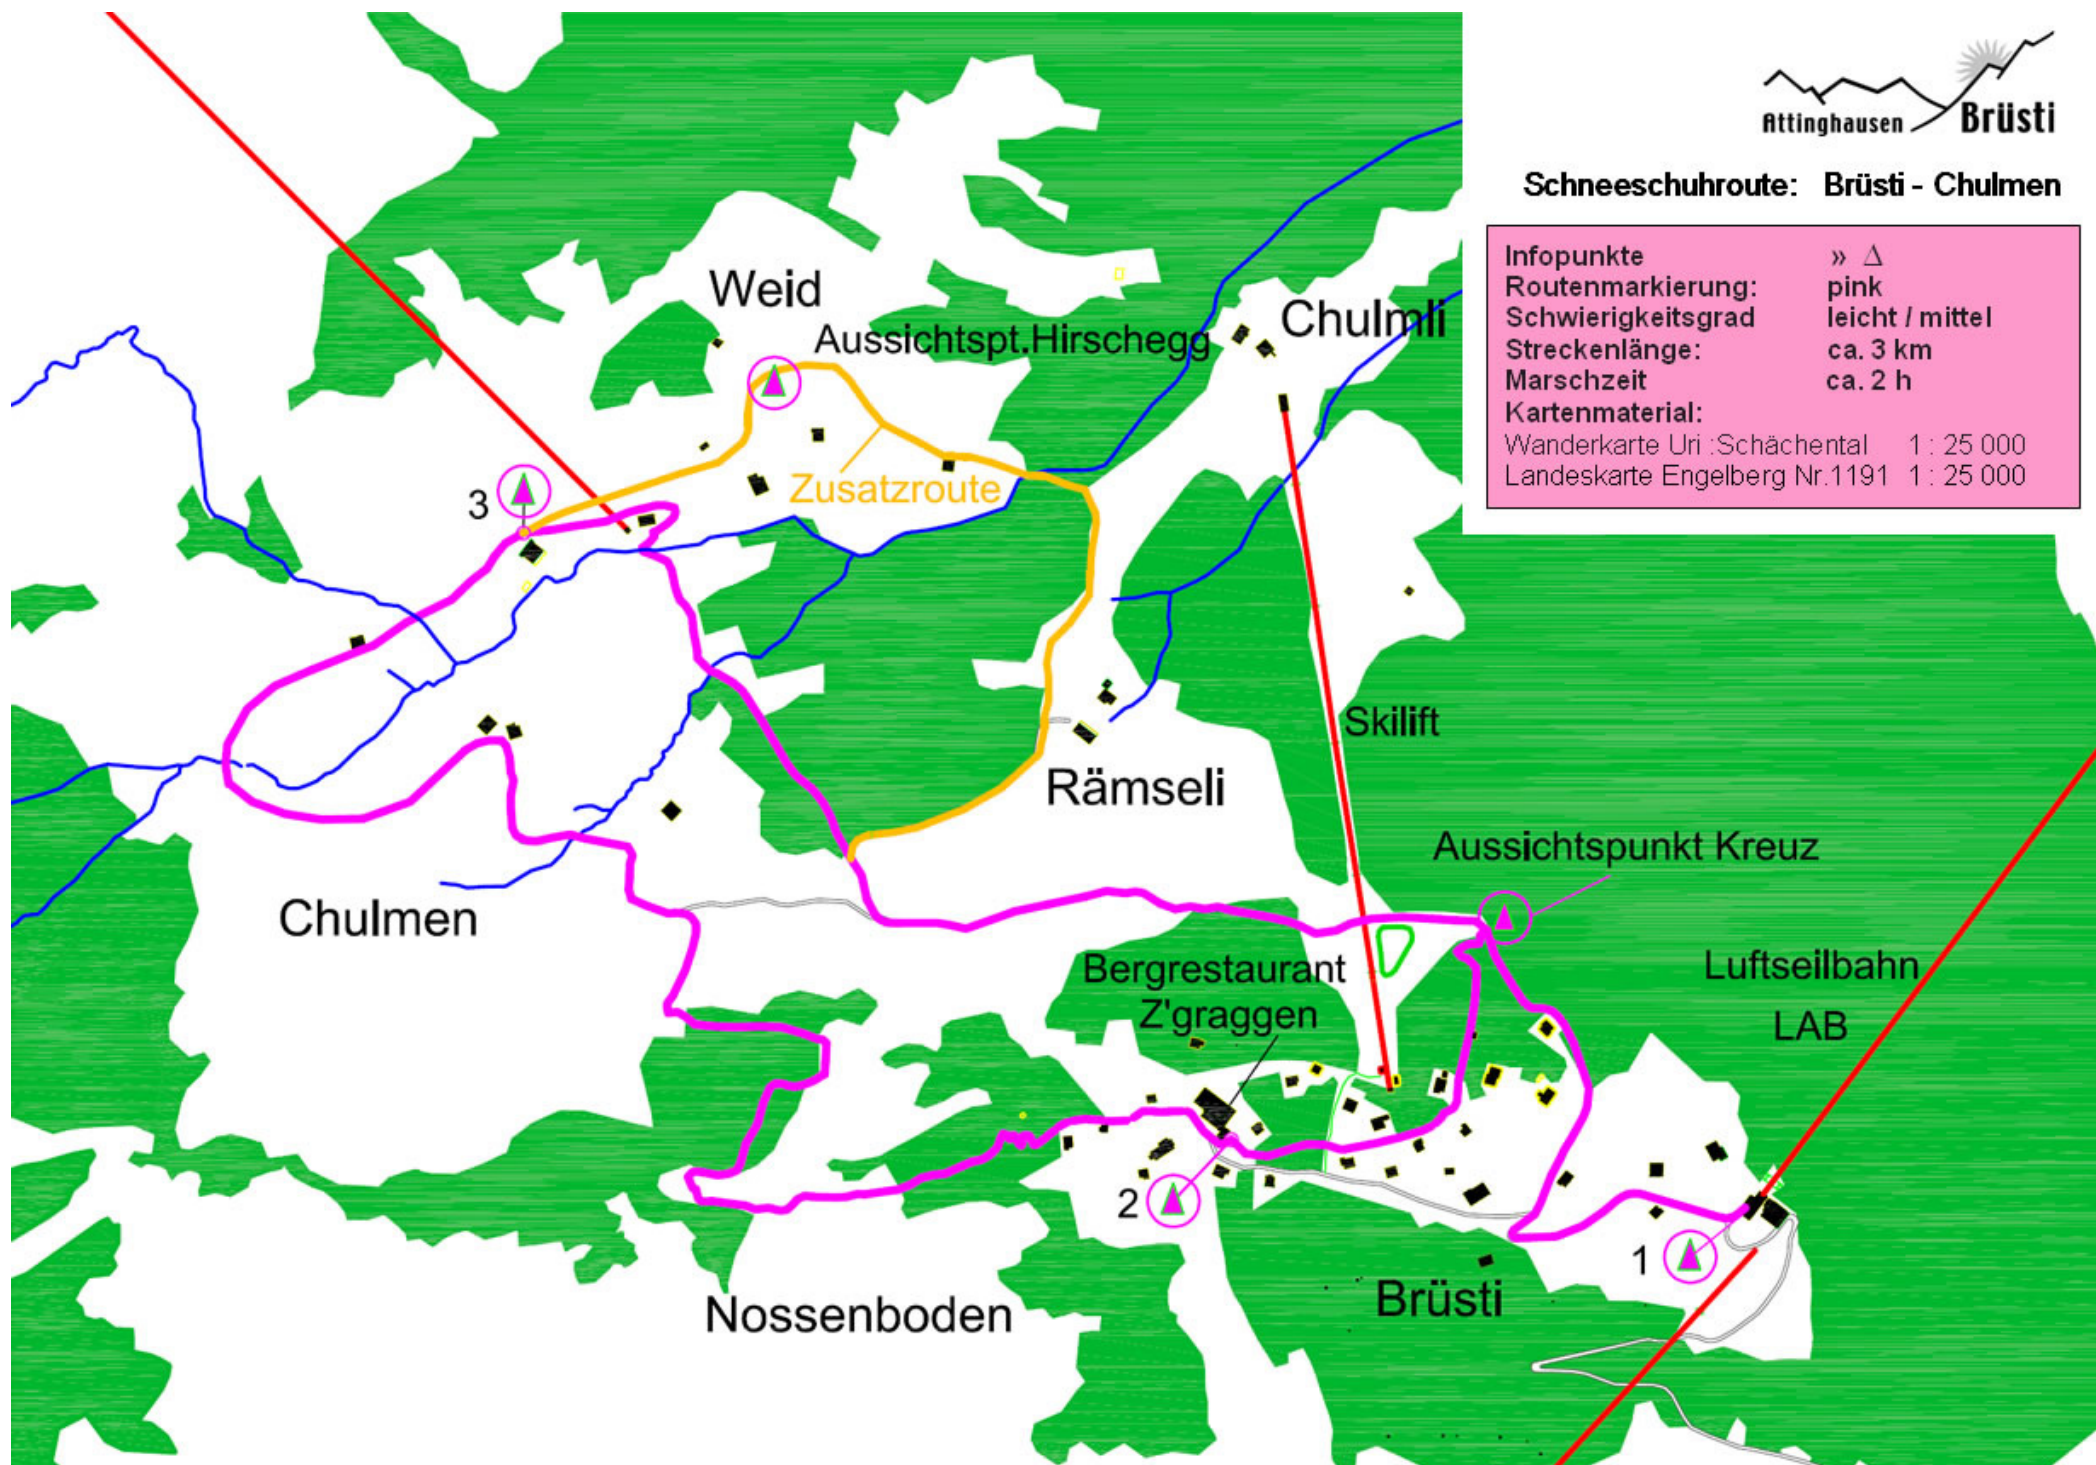 Attinghausen Brüsti
Schneeschuhroute: Brüsti - Chulmen
Infopunkte » Δ
Routenmarkierung: pink
Schwierigkeitsgrad leicht / mittel
Streckenlänge: ca. 3 km
Marschzeit ca. 2 h
Kartenmaterial:
Wanderkarte Uri :Schächental 1 : 25 000
Landeskarte Engelberg Nr.1191 1 : 25 000
Weid
Aussichtspt.Hirschegg
Chulmli
Zusatzroute
3
Skilift
Rämseli
Aussichtspunkt Kreuz
Chulmen
Bergrestaurant
Z'graggen
Luftseilbahn
LAB
2
1
Brüsti
Nossenboden